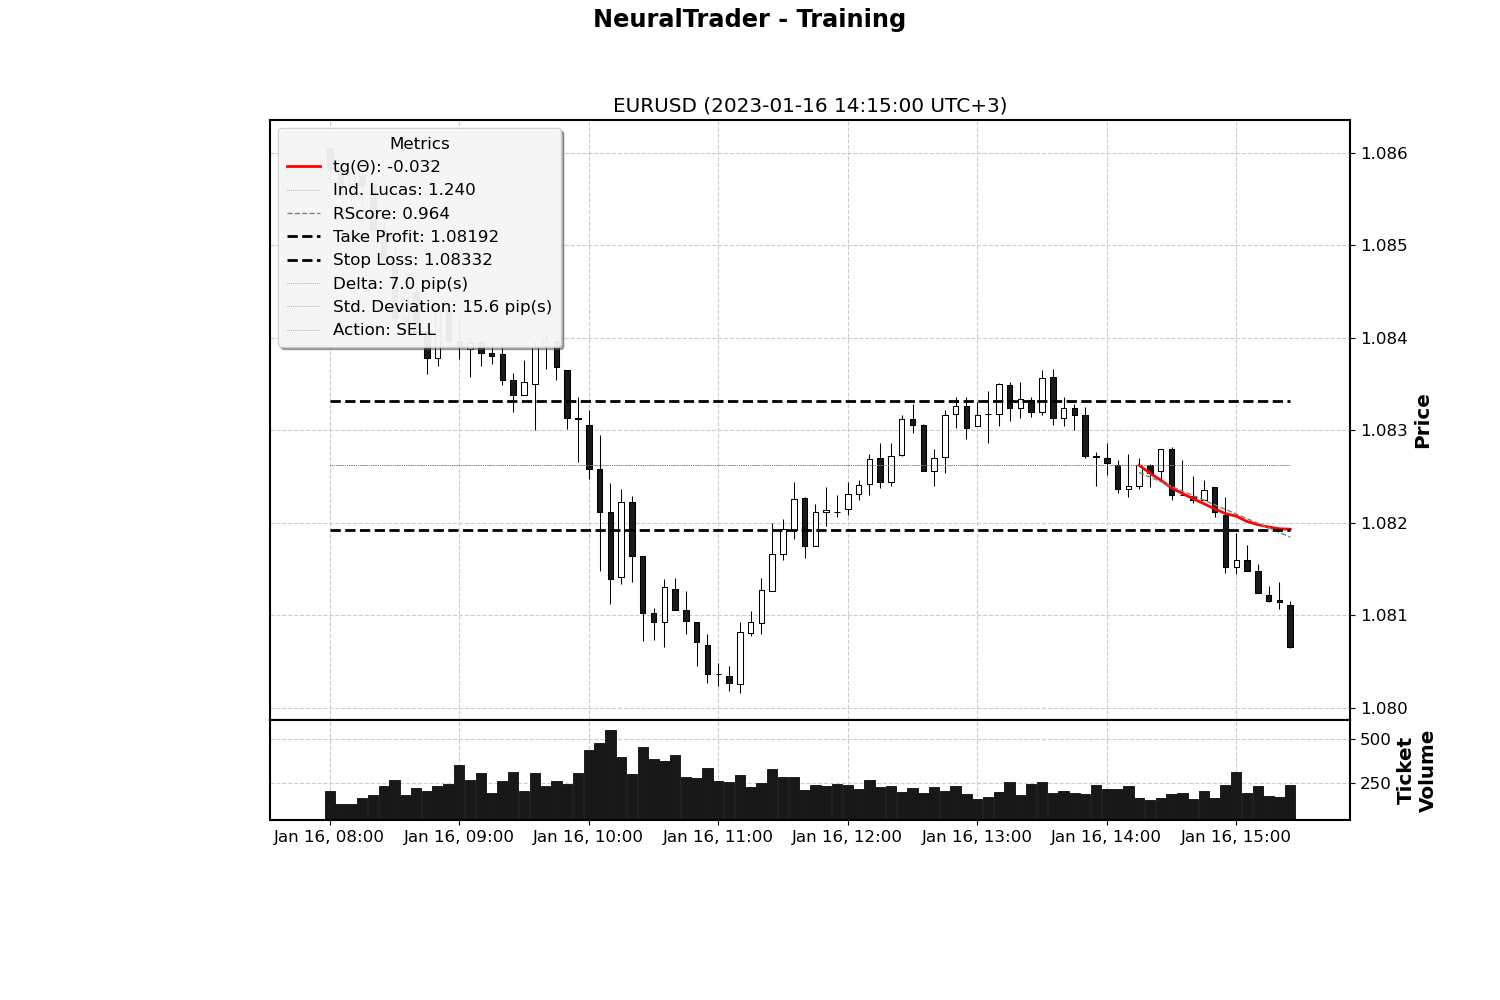 NeuralTrader - Training
EURUSD (2023-01-16 14:15:00 UTC+3)
Metrics
tg(Θ): -0.032
Ind. Lucas: 1.240
RScore: 0.964
Take Profit: 1.08192
Stop Loss: 1.08332
Delta: 7.0 pip(s)
Std. Deviation: 15.6 pip(s)
Action: SELL
1.086
1.085
1.084
1.083
1.082
1.081
1.080
Price
500
250
Ticket
Volume
Jan 16, 08:00 Jan 16, 09:00 Jan 16, 10:00 Jan 16, 11:00 Jan 16, 12:00 Jan 16, 13:00 Jan 16, 14:00 Jan 16, 15:00